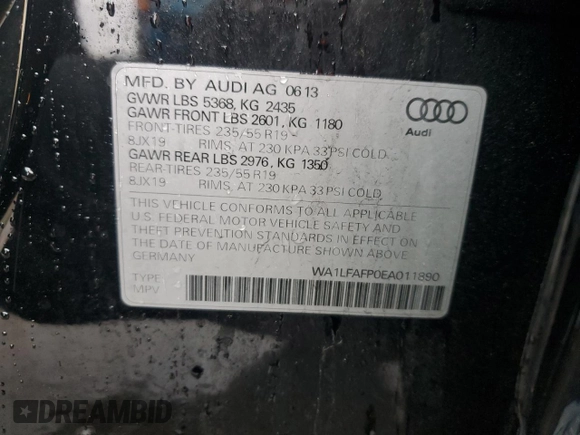 MFD. BY AUDI AG 0613
GVWR LBS 5368, KG 2435
GAWR FRONT LBS 2601, KG 1180
FRONT-TIRES 235/55 R19
8JX19 RIMS, AT 230 KPA 33 PSI COLD
GAWR REAR LBS 2976, KG 1350
REAR-TIRES 235/55 R19
8JX19 RIMS, AT 230 KPA 33 PSI COLD
Audi
THIS VEHICLE CONFORMS TO ALL APPLICABLE
U.S. FEDERAL MOTOR VEHICLE SAFETY AND
THEFT PREVENTION STANDARDS IN EFFECT ON
THE DATE OF MANUFACTURE SHOWN ABOVE.
GERMANY
WA1LFAFP0EA011890
TYPE
MPV
DREAMBID